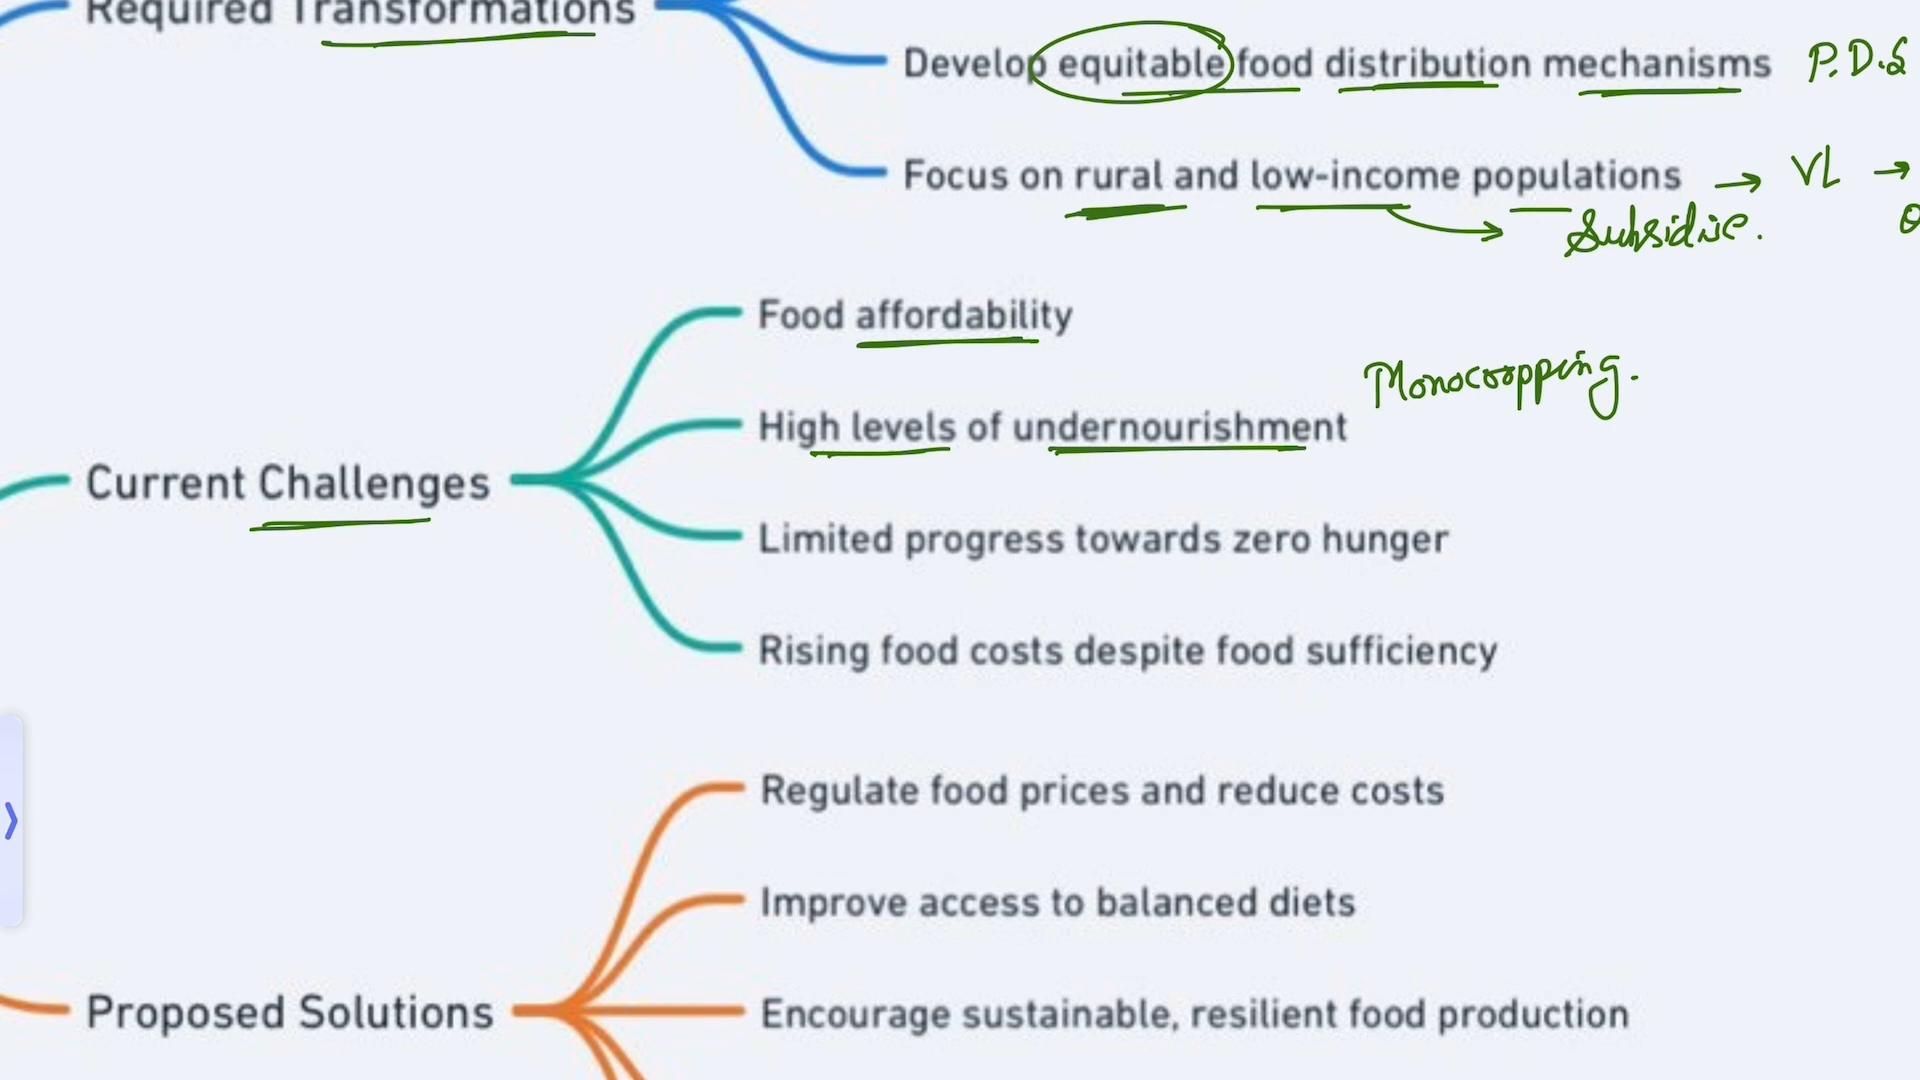 Required Transformations
Develop equitable food distribution mechanisms P.D.S
Focus on rural and low-income populations → VL →
Subsidie.
Food affordability
Monocropping.
High levels of undernourishment
Current Challenges
Limited progress towards zero hunger
Rising food costs despite food sufficiency
Regulate food prices and reduce costs
Improve access to balanced diets
Proposed Solutions
Encourage sustainable, resilient food production